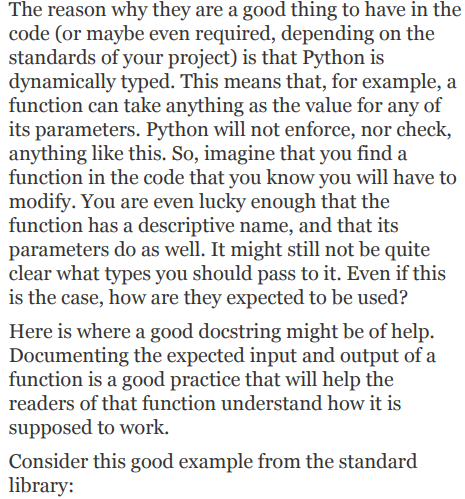 The reason why they are a good thing to have in the
code (or maybe even required, depending on the
standards of your project) is that Python is
dynamically typed. This means that, for example, a
function can take anything as the value for any of
its parameters. Python will not enforce, nor check,
anything like this. So, imagine that you find a
function in the code that you know you will have to
modify. You are even lucky enough that the
function has a descriptive name, and that its
parameters do as well. It might still not be quite
clear what types you should pass to it. Even if this
is the case, how are they expected to be used?
Here is where a good docstring might be of help.
Documenting the expected input and output of a
function is a good practice that will help the
readers of that function understand how it is
supposed to work.
Consider this good example from the standard
library: